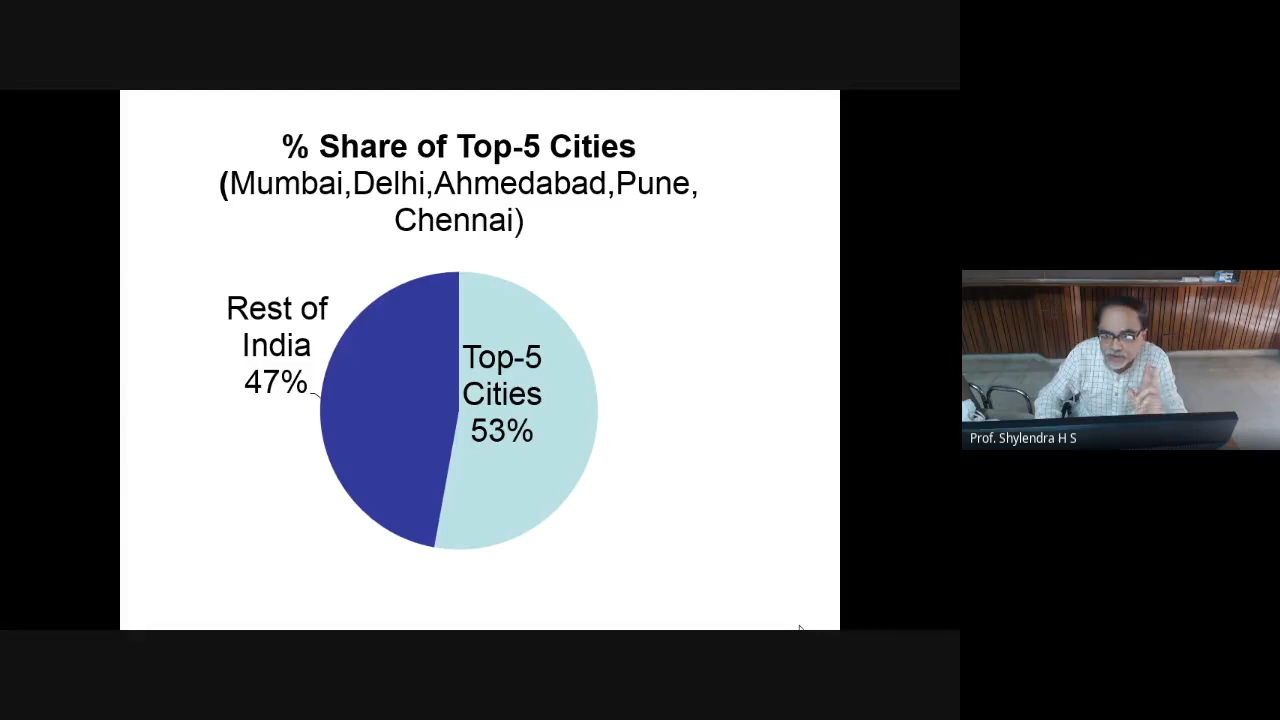 % Share of Top-5 Cities
(Mumbai,Delhi,Ahmedabad,Pune,
Chennai)
Rest of
India
47%
Top-5
Cities
53%
Prof. Shylendra H S